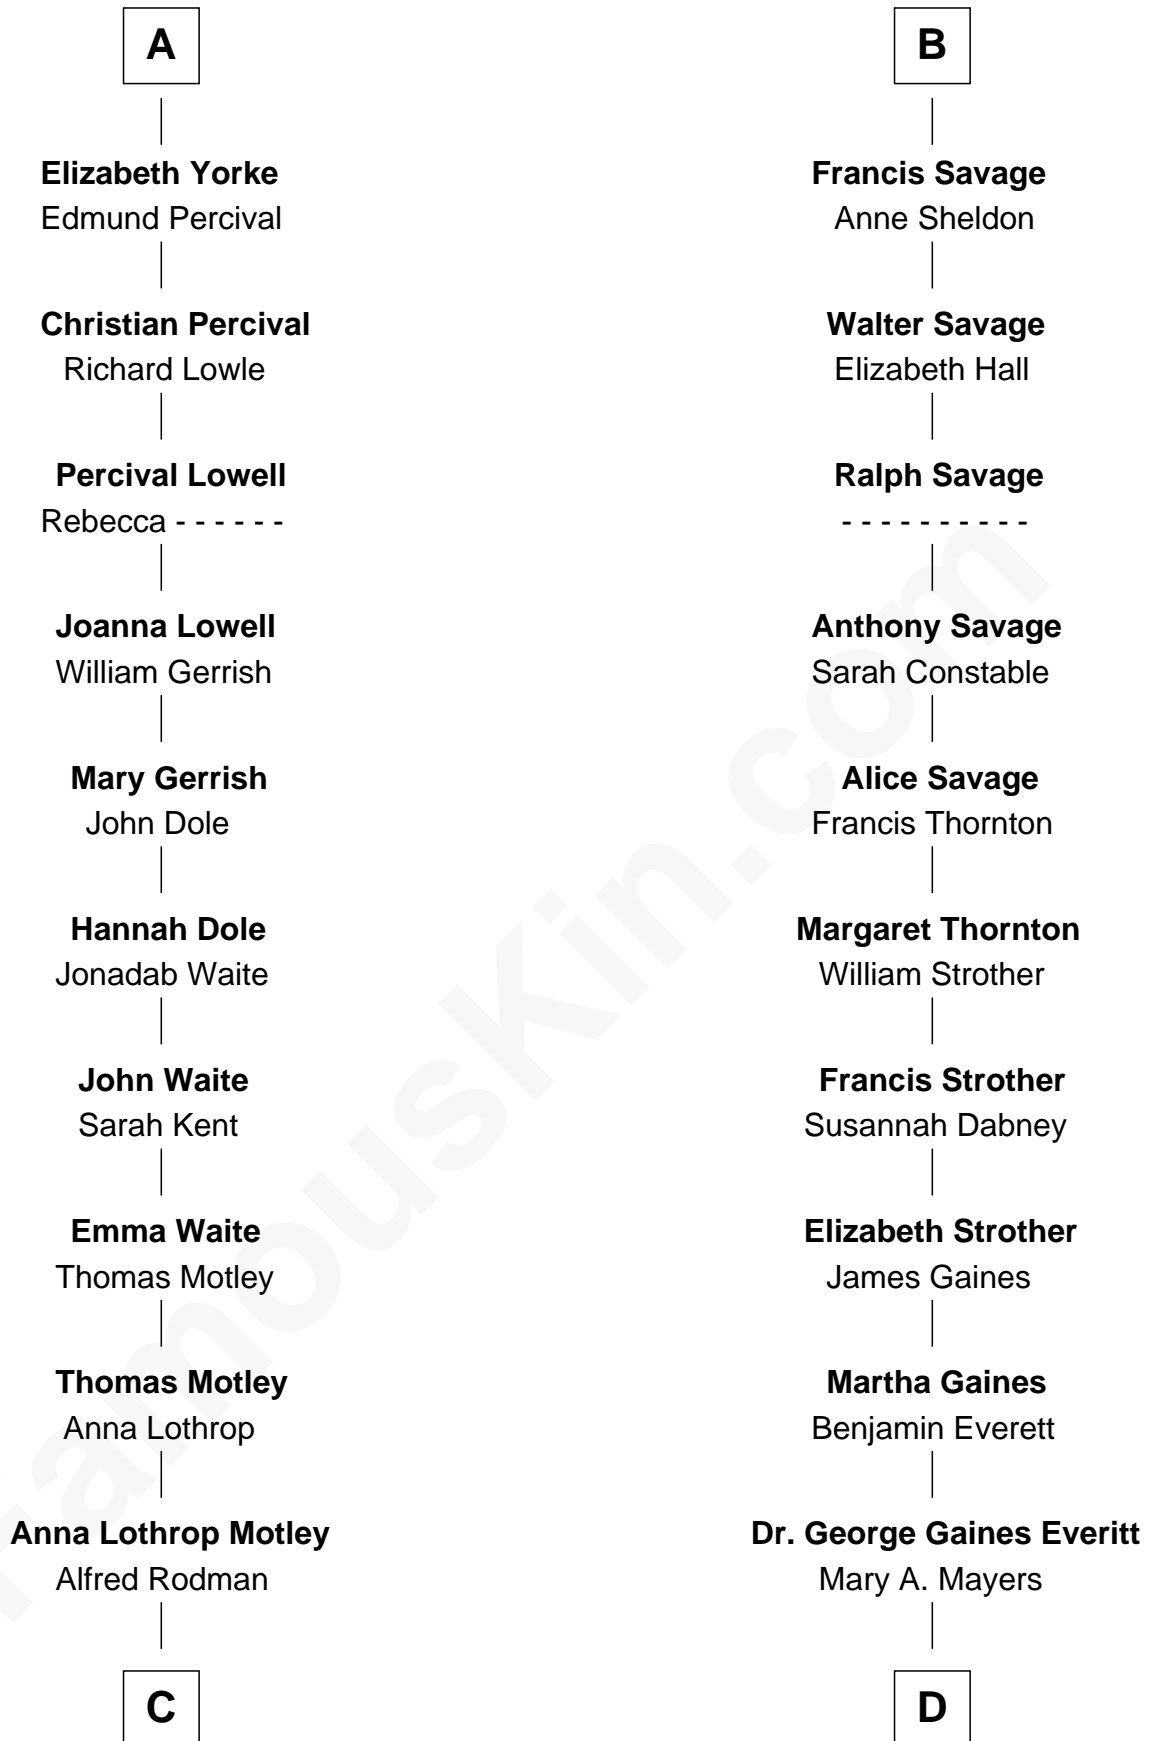 A
Elizabeth Yorke
Edmund Percival
Christian Percival
Richard Lowle
Percival Lowell
Rebecca - - - - - -
Joanna Lowell
William Gerrish
Mary Gerrish
John Dole
Hannah Dole
Jonadab Waite
John Waite
Sarah Kent
Emma Waite
Thomas Motley
Thomas Motley
Anna Lothrop
Anna Lothrop Motley
Alfred Rodman
C
B
Francis Savage
Anne Sheldon
Walter Savage
Elizabeth Hall
Ralph Savage
- - - - - - - - - -
Anthony Savage
Sarah Constable
Alice Savage
Francis Thornton
Margaret Thornton
William Strother
Francis Strother
Susannah Dabney
Elizabeth Strother
James Gaines
Martha Gaines
Benjamin Everett
Dr. George Gaines Everitt
Mary A. Mayers
D
FamousKin.com